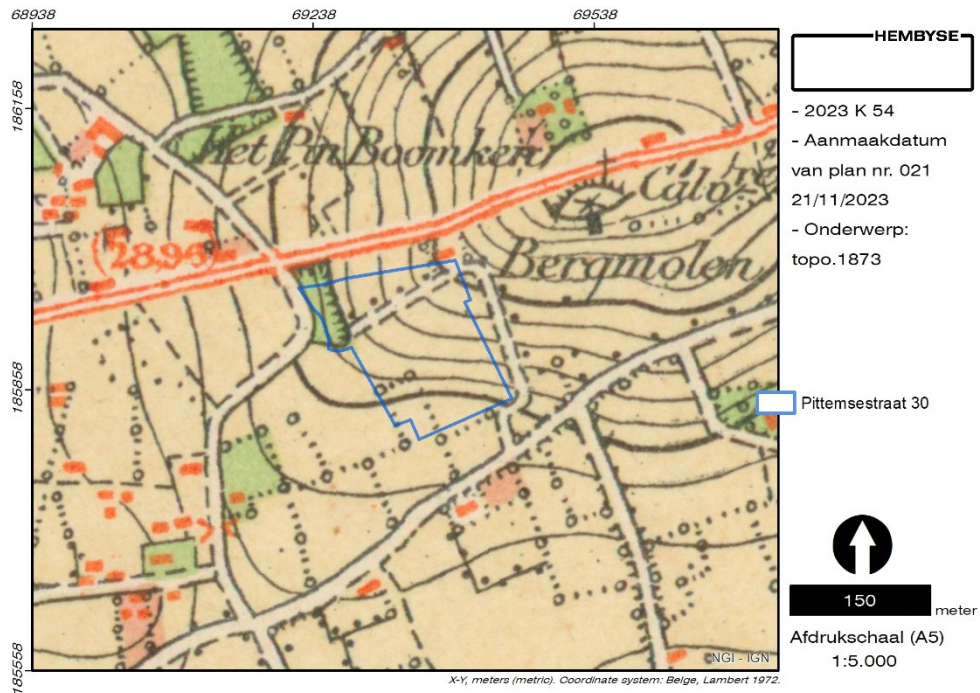 68938
69238
69538
186158
185858
185558
Het Pin Boomken
Calvre
(28,96)
Bergmolen
NGI - IGN
X-Y, meters (metric). Coordinate system: Belge, Lambert 1972.
HEMBYSE
- 2023 K 54
- Aanmaakdatum
van plan nr. 021
21/11/2023
- Onderwerp:
topo.1873
Pittemsestraat 30
150
meter
Afdrukschaal (A5)
1:5.000